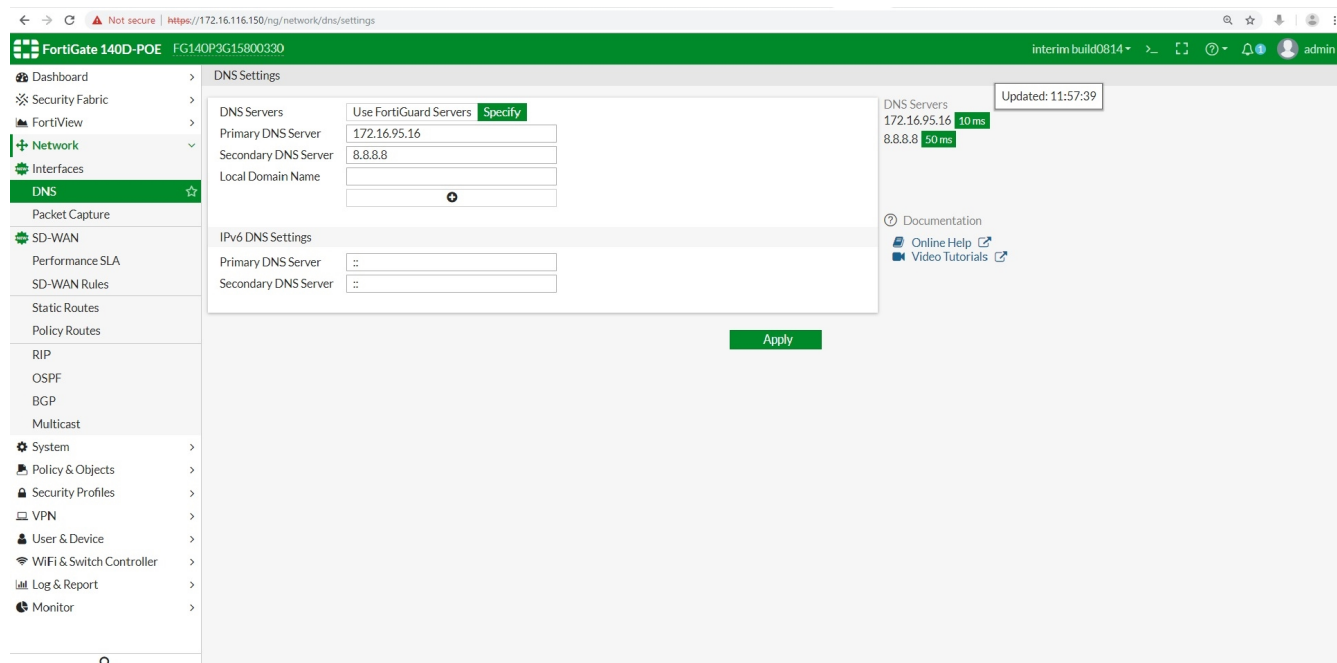 Not secure | https://172.16.116.150/ng/network/dns/settings
FortiGate 140D-POE FG140P3G15800330 interim build0814 >_ 1 admin
Dashboard
Security Fabric
FortiView
Network
NEW Interfaces
DNS
Packet Capture
NEW SD-WAN
Performance SLA
SD-WAN Rules
Static Routes
Policy Routes
RIP
OSPF
BGP
Multicast
System
Policy & Objects
Security Profiles
VPN
User & Device
WiFi & Switch Controller
Log & Report
Monitor
DNS Settings
DNS Servers Use FortiGuard Servers Specify
Primary DNS Server 172.16.95.16
Secondary DNS Server 8.8.8.8
Local Domain Name
IPv6 DNS Settings
Primary DNS Server ::
Secondary DNS Server ::
Apply
DNS Servers
Updated: 11:57:39
172.16.95.16 10 ms
8.8.8.8 50 ms
Documentation
Online Help
Video Tutorials